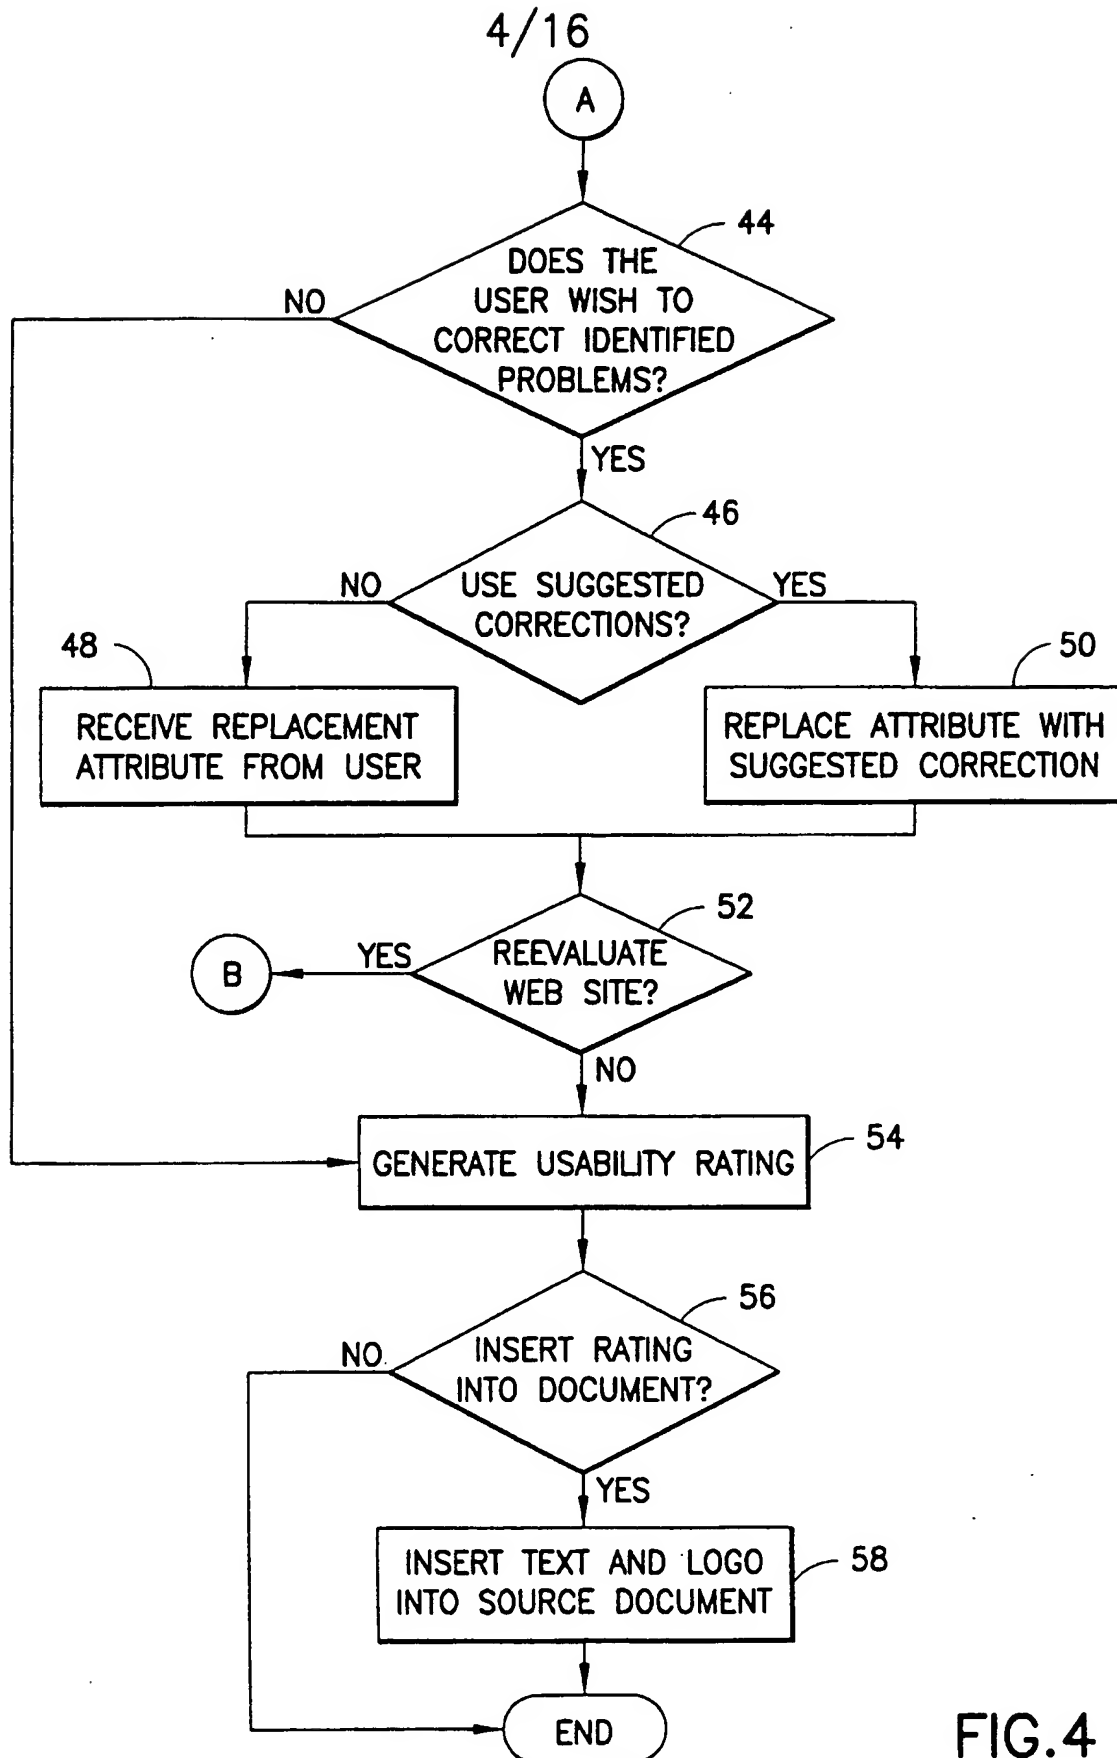 4/16
A
44
DOES THE
USER WISH TO
CORRECT IDENTIFIED
PROBLEMS?
NO
YES
46
USE SUGGESTED
CORRECTIONS?
NO
YES
48
RECEIVE REPLACEMENT
ATTRIBUTE FROM USER
50
REPLACE ATTRIBUTE WITH
SUGGESTED CORRECTION
52
REEVALUATE
WEB SITE?
YES
B
NO
54
GENERATE USABILITY RATING
56
INSERT RATING
INTO DOCUMENT?
NO
YES
58
INSERT TEXT AND LOGO
INTO SOURCE DOCUMENT
END
FIG.4